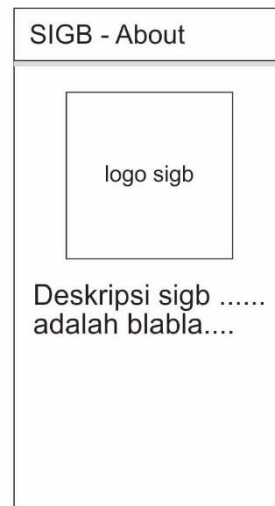 SIGB - About
logo sigb
Deskripsi sigb ......
adalah blabla....